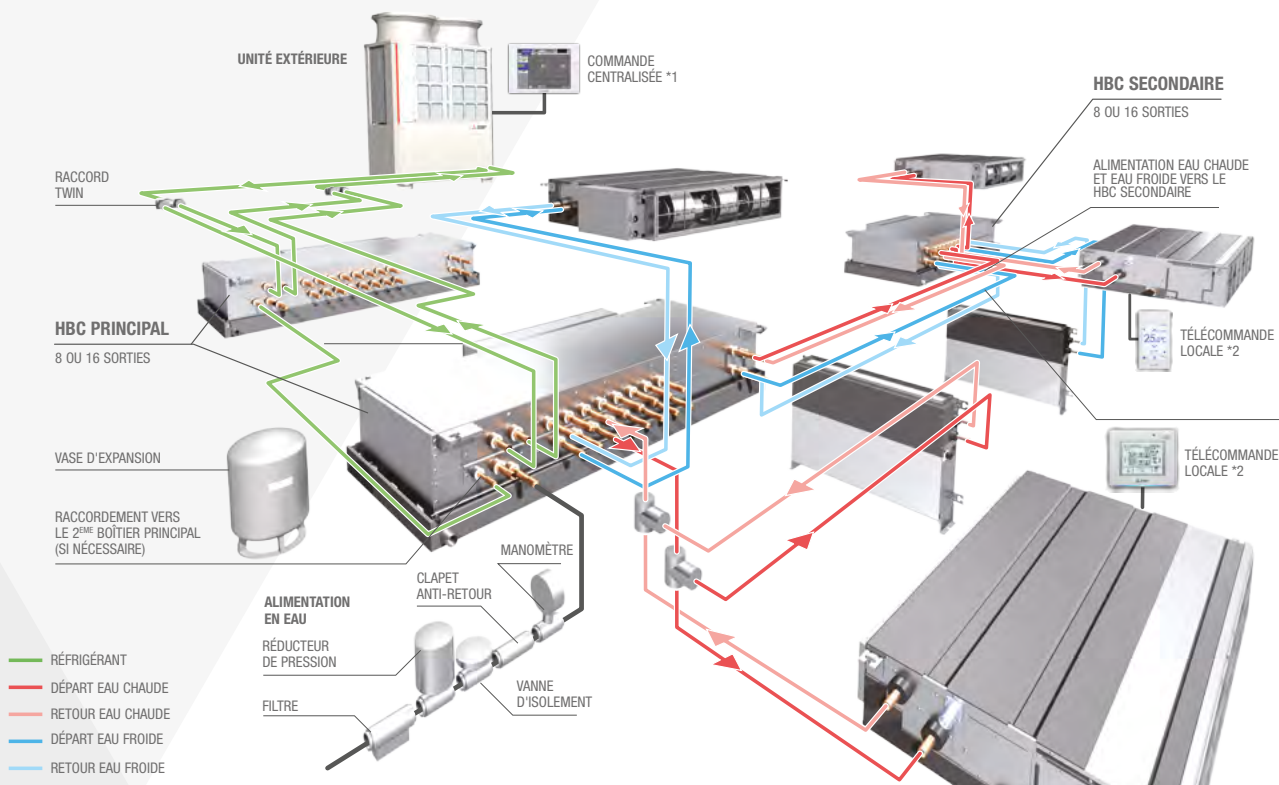 UNITÉ EXTÉRIEURE
COMMANDE
CENTRALISÉE *1
HBC SECONDAIRE
8 OU 16 SORTIES
RACCORD
TWIN
ALIMENTATION EAU CHAUDE
ET EAU FROIDE VERS LE
HBC SECONDAIRE
HBC PRINCIPAL
8 OU 16 SORTIES
TÉLÉCOMMANDE
LOCALE *2
VASE D'EXPANSION
TÉLÉCOMMANDE
LOCALE *2
RACCORDEMENT VERS
LE 2EME BOÎTIER PRINCIPAL
(SI NÉCESSAIRE)
MANOMÈTRE
CLAPET
ANTI-RETOUR
ALIMENTATION
EN EAU
RÉDUCTEUR
DE PRESSION
VANNE
D'ISOLEMENT
FILTRE
RÉFRIGÉRANT
DÉPART EAU CHAUDE
RETOUR EAU CHAUDE
DÉPART EAU FROIDE
RETOUR EAU FROIDE